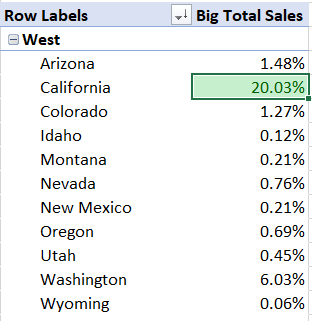 Row Labels Big Total Sales
West
Arizona 1.48%
California 20.03%
Colorado 1.27%
Idaho 0.12%
Montana 0.21%
Nevada 0.76%
New Mexico 0.21%
Oregon 0.69%
Utah 0.45%
Washington 6.03%
Wyoming 0.06%